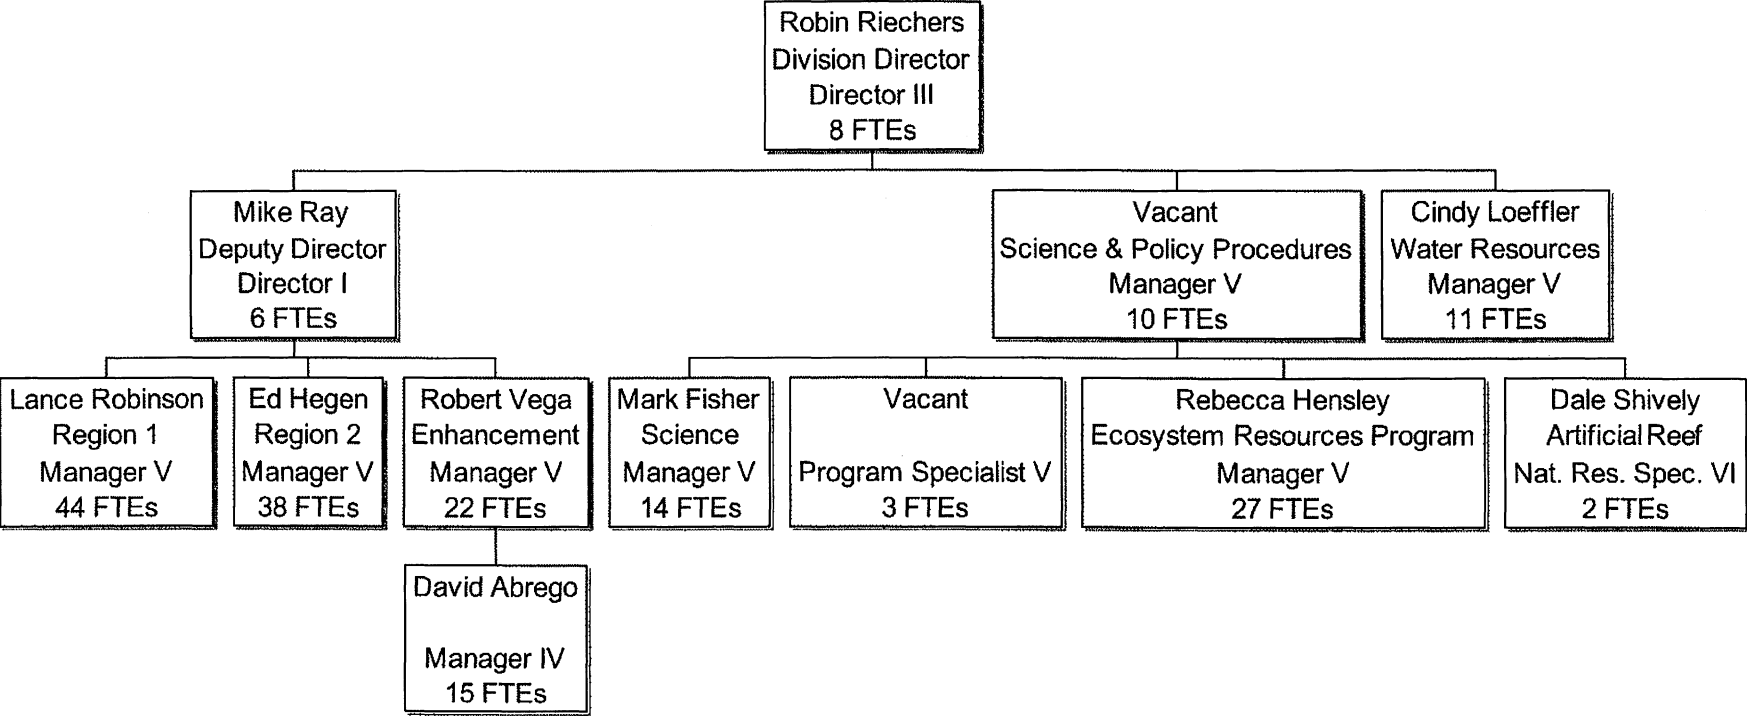 Robin Riechers
Division Director
Director III
8 FTEs
Mike Ray
Deputy Director
Director I
6 FTEs
Vacant
Science & Policy Procedures
Manager V
10 FTEs
Cindy Loeffler
Water Resources
Manager V
11 FTEs
Lance Robinson
Region 1
Manager V
44 FTEs
Ed Hegen
Region 2
Manager V
38 FTEs
Robert Vega
Enhancement
Manager V
22 FTEs
Mark Fisher
Science
Manager V
14 FTEs
Vacant
Program Specialist V
3 FTEs
Rebecca Hensley
Ecosystem Resources Program
Manager V
27 FTEs
Dale Shively
Artificial Reef
Nat. Res. Spec. VI
2 FTEs
David Abrego
Manager IV
15 FTEs